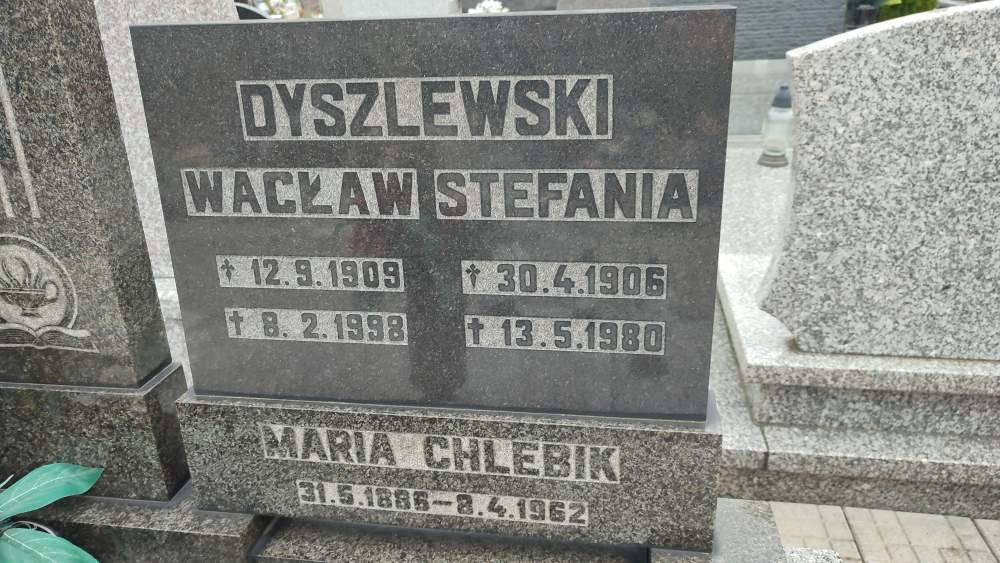 DYSZLEWSKI
WACŁAW STEFANIA
12.9.1909 30.4.1906
† 8.2.1998 † 13.5.1980
MARIA CHLEBIK
31.5.1886-8.4.1962